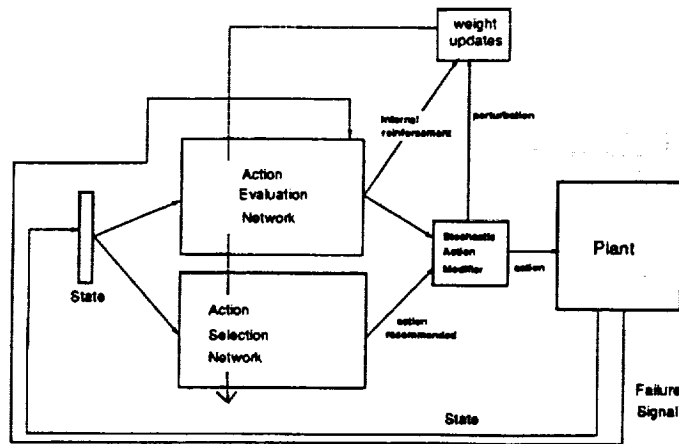 weight
updates
Internal
reinforcement
perturbation
Action
Evaluation
Network
State
Stochastic
Action
Modifier
action
Plant
Action
Selection
Network
action
recommended
State
Failure
Signal